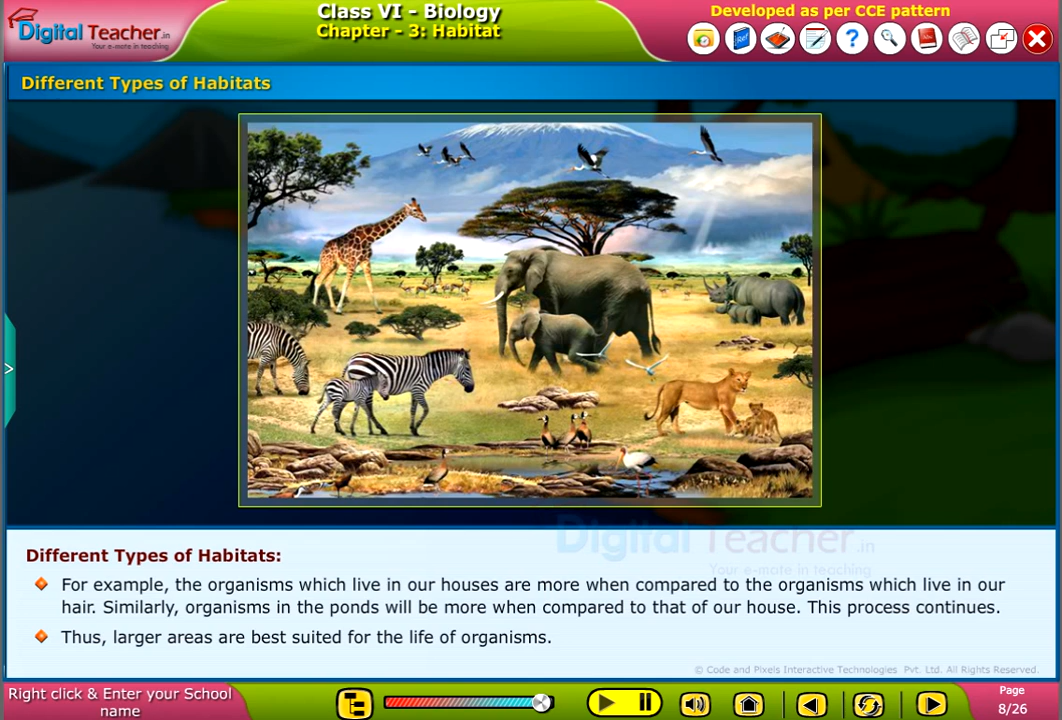 Digital Teacher.in
Your e-mate in teaching
Class VI - Biology
Chapter - 3: Habitat
Developed as per CCE pattern
Ref
?
Different Types of Habitats
>
Digital Teacher.in
Your e-mate in teaching
Different Types of Habitats:
For example, the organisms which live in our houses are more when compared to the organisms which live in our
hair. Similarly, organisms in the ponds will be more when compared to that of our house. This process continues.
Thus, larger areas are best suited for the life of organisms.
© Code and Pixels Interactive Technologies Pvt. Ltd. All Rights Reserved.
Right click & Enter your School
name
Page
8/26